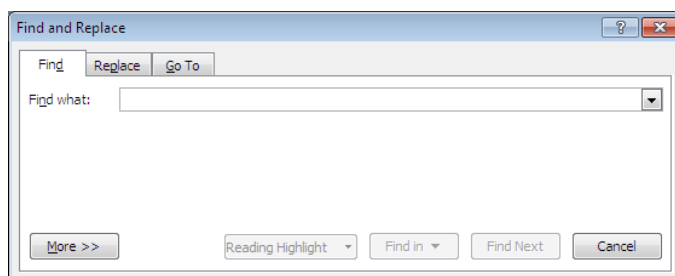 Find and Replace
Find Replace Go To
Find what:
More >> Reading Highlight Find in Find Next Cancel